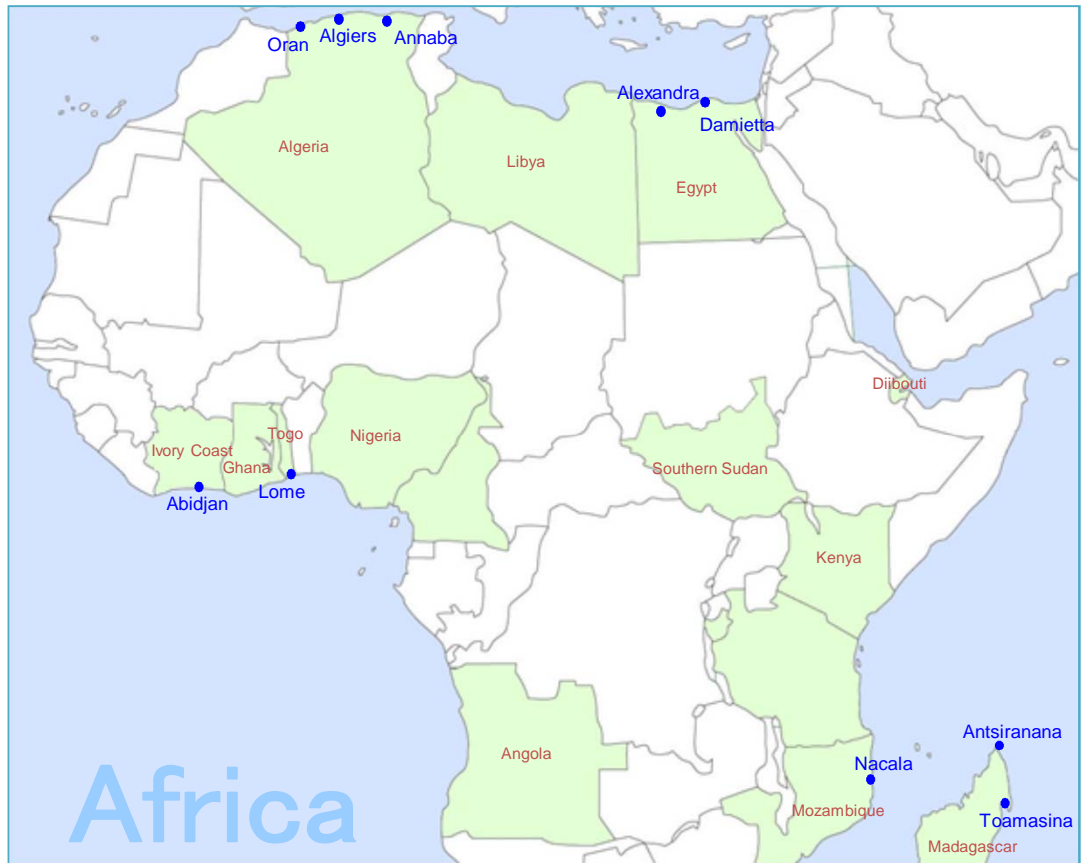 Oran
Algiers
Annaba
Alexandra
Damietta
Algeria
Libya
Egypt
Diibouti
Togo
Nigeria
Ivory Coast
Ghana
Southern Sudan
Lome
Abidjan
Kenya
Antsiranana
Angola
Nacala
Mozambique
Toamasina
Madagascar
Africa